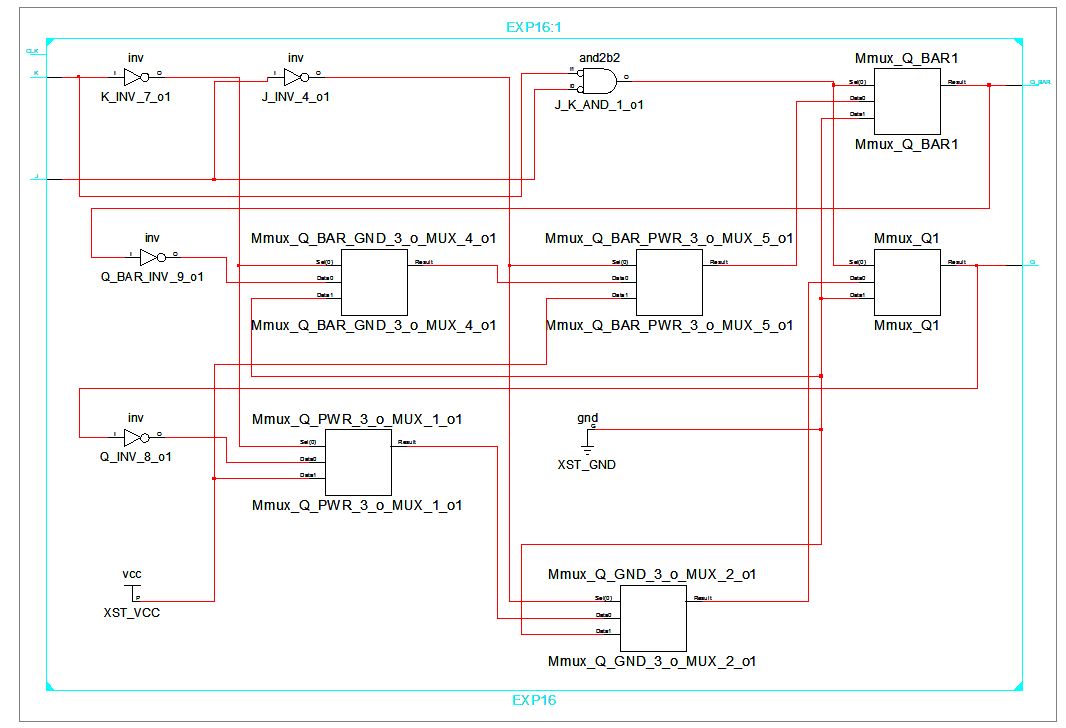 EXP16:1
CLK
K
inv
I
O
K_INV_7_o1
inv
I
O
J_INV_4_o1
and2b2
I1
I0
O
J_K_AND_1_o1
Mmux_Q_BAR1
Sel(0)
Data0
Data1
Result
Mmux_Q_BAR1
Q_BAR
J
inv
I
O
Q_BAR_INV_9_o1
Mmux_Q_BAR_GND_3_o_MUX_4_o1
Sel(0)
Data0
Data1
Result
Mmux_Q_BAR_GND_3_o_MUX_4_o1
Mmux_Q_BAR_PWR_3_o_MUX_5_o1
Sel(0)
Data0
Data1
Result
Mmux_Q_BAR_PWR_3_o_MUX_5_o1
Mmux_Q1
Sel(0)
Data0
Data1
Result
Mmux_Q1
Q
inv
I
O
Q_INV_8_o1
Mmux_Q_PWR_3_o_MUX_1_o1
Sel(0)
Data0
Data1
Result
Mmux_Q_PWR_3_o_MUX_1_o1
gnd
G
XST_GND
vcc
P
XST_VCC
Mmux_Q_GND_3_o_MUX_2_o1
Sel(0)
Data0
Data1
Result
Mmux_Q_GND_3_o_MUX_2_o1
EXP16